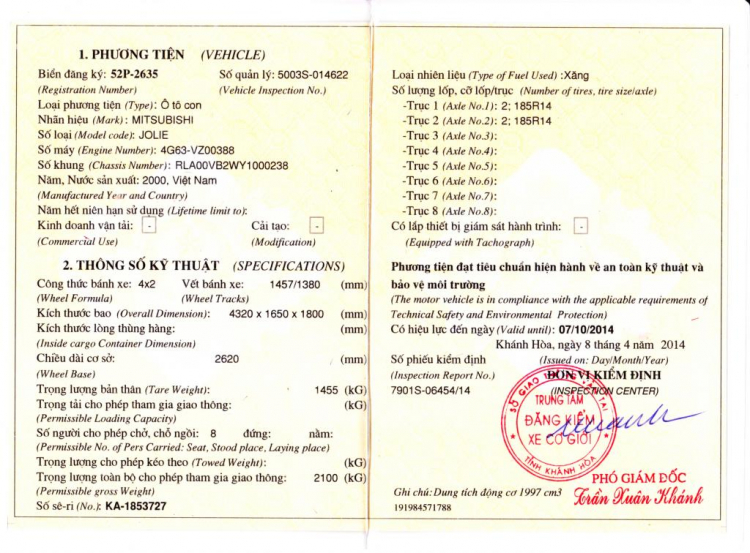 1. PHƯƠNG TIỆN (VEHICLE)
Biển đăng ký: 52P-2635 Số quản lý: 5003S-014622
(Registration Number) (Vehicle Inspection No.)
Loại phương tiện (Type): Ô tô con
Nhãn hiệu (Mark) : MITSUBISHI
Số loại (Model code): JOLIE
Số máy (Engine Number): 4G63-VZ00388
Số khung (Chassis Number): RLA00VB2WY1000238
Năm, Nước sản xuất: 2000, Việt Nam
(Manufactured Year and Country)
Năm hết niên hạn sử dụng (Lifetime limit to):
Kinh doanh vận tải: - Cải tạo: -
(Commercial Use) (Modification)
2. THÔNG SỐ KỸ THUẬT (SPECIFICATIONS)
Công thức bánh xe: 4x2 Vết bánh xe: 1457/1380 (mm)
(Wheel Formula) (Wheel Tracks)
Kích thước bao (Overall Dimension): 4320 x 1650 x 1800 (mm)
Kích thước lòng thùng hàng: (mm)
(Inside cargo Container Dimension)
Chiều dài cơ sở: 2620 (mm)
(Wheel Base)
Trọng lượng bản thân (Tare Weight): 1455 (kG)
Trọng tải cho phép tham gia giao thông: (kG)
(Permissible Loading Capacity)
Số người cho phép chở, chỗ ngồi: 8 đứng: nằm:
(Permissible No. of Pers Carried: Seat, Stood place, Laying place)
Trọng lượng cho phép kéo theo (Towed Weight): (kG)
Trọng lượng toàn bộ cho phép tham gia giao thông: 2100 (kG)
(Permissible gross Weight)
Số sê-ri (No.): KA-1853727
Loại nhiên liệu (Type of Fuel Used) :Xăng
Số lượng lốp, cỡ lốp/trục (Number of tires, tire size/axle)
-Trục 1 (Axle No.1): 2; 185R14
-Trục 2 (Axle No.2): 2; 185R14
-Trục 3 (Axle No.3):
-Trục 4 (Axle No.4):
-Trục 5 (Axle No.5):
-Trục 6 (Axle No.6):
-Trục 7 (Axle No.7):
-Trục 8 (Axle No.8):
Có lắp thiết bị giám sát hành trình: -
(Equipped with Tachograph)
Phương tiện đạt tiêu chuẩn hiện hành về an toàn kỹ thuật và
bảo vệ môi trường
(The motor vehicle is in compliance with the applicable requirements of
Technical Safety and Environmental Protection)
Có hiệu lực đến ngày (Valid until): 07/10/2014
Khánh Hòa, ngày 8 tháng 4 năm 2014
Số phiếu kiểm định (Issued on: Day/Month/Year)
(Inspection Report No.) ĐƠN VỊ KIỂM ĐỊNH
7901S-06454/14 (INSPECTION CENTER)
SỞ GIAO THÔNG VẬN TẢI
TRUNG TÂM
ĐĂNG KIỂM
XE CƠ GIỚI
TỈNH KHÁNH HÒA
PHÓ GIÁM ĐỐC
Trần Xuân Khánh
Ghi chú: Dung tích động cơ 1997 cm3
191984571788